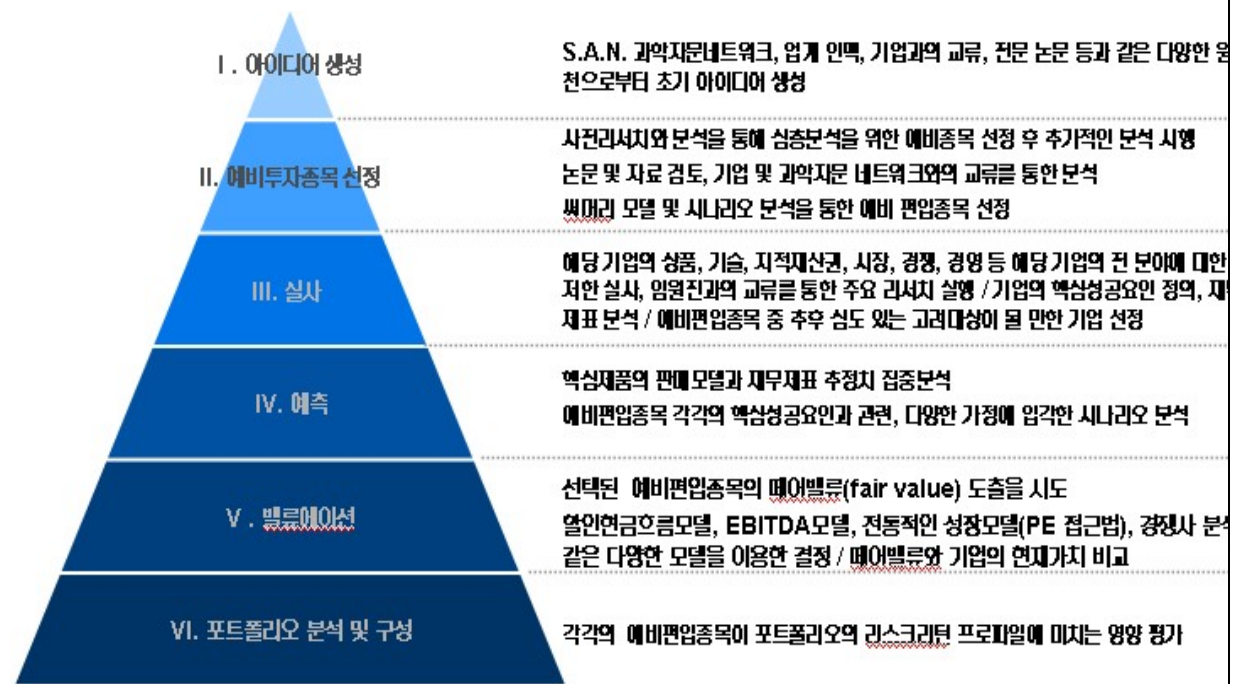 I . 아이디어 생성
S.A.N. 과학자문네트워크, 업계 인맥, 기업과의 교류, 전문 논문 등과 같은 다양한 원
천으로부터 초기 아이디어 생성
II. 예비투자종목 선정
사전리서치와 분석을 통해 심층분석을 위한 예비종목 선정 후 추가적인 분석 시행
논문 및 자료 검토, 기업 및 과학자문 네트워크와의 교류를 통한 분석
써머리 모델 및 시나리오 분석을 통한 예비 편입종목 선정
III. 실사
해당 기업의 상품, 기술, 지적재산권, 시장, 경쟁, 경영 등 해당 기업의 전 분야에 대한
저한 실사, 임원진과의 교류를 통한 주요 리서치 실행 / 기업의 핵심성공요인 정의,
제표 분석 / 예비편입종목 중 추후 심도 있는 고려대상이 될 만한 기업 선정
IV. 예측
핵심제품의 판매모델과 재무제표 추정치 집중분석
예비편입종목 각각의 핵심성공요인과 관련, 다양한 가정에 입각한 시나리오 분석
V . 밸류에이션
선택된 예비편입종목의 페어밸류(fair value) 도출을 시도
할인현금흐름모델, EBITDA모델, 전통적인 성장모델(PE 접근법), 경쟁사
같은 다양한 모델을 이용한 결정 / 페어밸류와 기업의 현재가치 비교
VI. 포트폴리오 분석 및 구성
각각의 예비편입종목이 포트폴리오의 리스크리턴 프로파일에 미치는 영향 평가